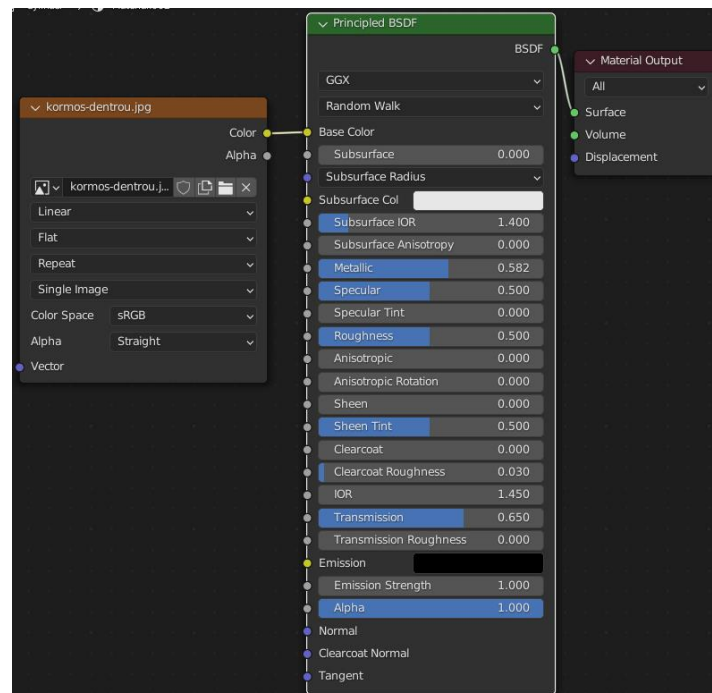 Principled BSDF
BSDF
GGX
Random Walk
Base Color
Subsurface 0.000
Subsurface Radius
Subsurface Col
Subsurface IOR 1.400
Subsurface Anisotropy 0.000
Metallic 0.582
Specular 0.500
Specular Tint 0.000
Roughness 0.500
Anisotropic 0.000
Anisotropic Rotation 0.000
Sheen 0.000
Sheen Tint 0.500
Clearcoat 0.000
Clearcoat Roughness 0.030
IOR 1.450
Transmission 0.650
Transmission Roughness 0.000
Emission
Emission Strength 1.000
Alpha 1.000
Normal
Clearcoat Normal
Tangent
kormos-dentrou.jpg
Color
Alpha
kormos-dentrou.j...
Linear
Flat
Repeat
Single Image
Color Space sRGB
Alpha Straight
Vector
Material Output
All
Surface
Volume
Displacement